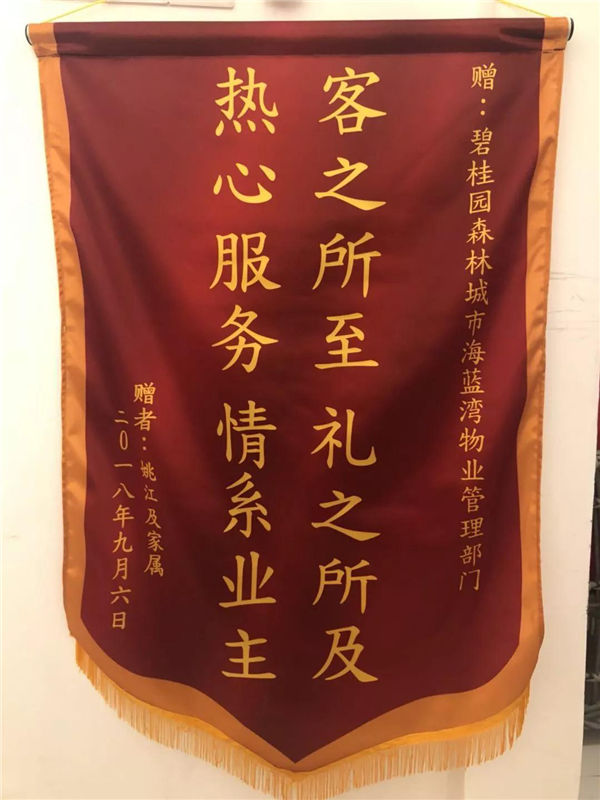 赠：碧桂园森林城市海蓝湾物业管理部门
客之所至 礼之所及
热心服务 情系业主
赠者：姚江及家属
二〇一八年九月六日